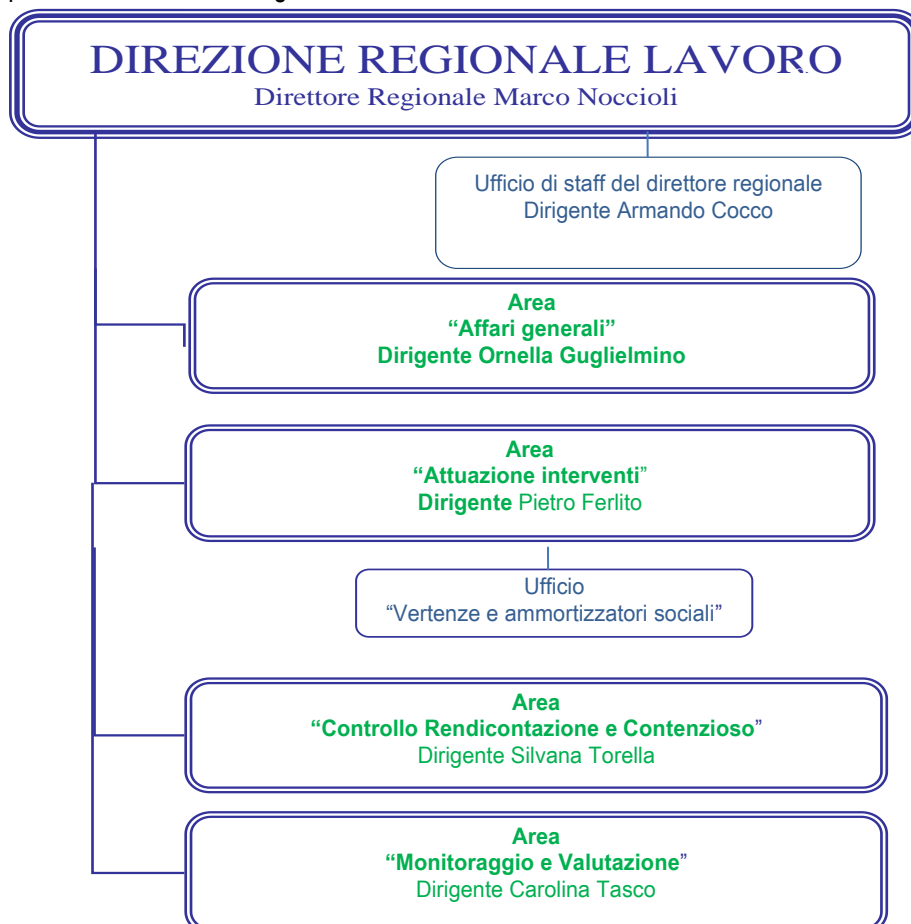 DIREZIONE REGIONALE LAVORO
Direttore Regionale Marco Noccioli
Ufficio di staff del direttore regionale
Dirigente Armando Cocco
Area
“Affari generali”
Dirigente Ornella Guglielmino
Area
“Attuazione interventi”
Dirigente Pietro Ferlito
Ufficio
“Vertenze e ammortizzatori sociali”
Area
“Controllo Rendicontazione e Contenzioso”
Dirigente Silvana Torella
Area
“Monitoraggio e Valutazione”
Dirigente Carolina Tasco